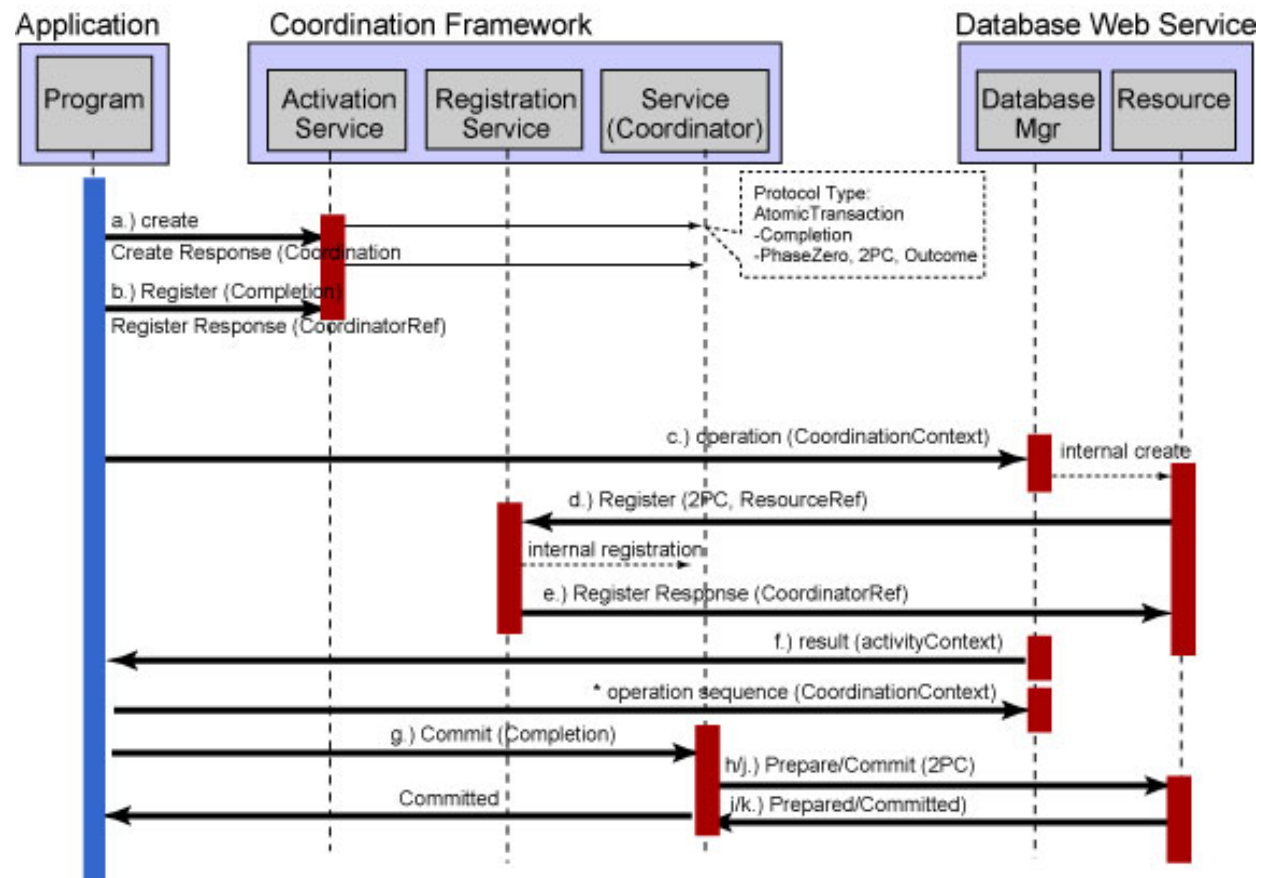 Application
Coordination Framework
Database Web Service
Program
Activation
Service
Registration
Service
Service
(Coordinator)
Database
Mgr
Resource
Protocol Type:
AtomicTransaction
-Completion
-PhaseZero, 2PC, Outcome
a.) create
Create Response (Coordination
b.) Register (Completion)
Register Response (CoordinatorRef)
c.) operation (CoordinationContext)
internal create
d.) Register (2PC, ResourceRef)
internal registration
e.) Register Response (CoordinatorRef)
f.) result (activityContext)
* operation sequence (CoordinationContext)
g.) Commit (Completion)
h/j.) Prepare/Commit (2PC)
Committed
i/k.) Prepared/Committed)